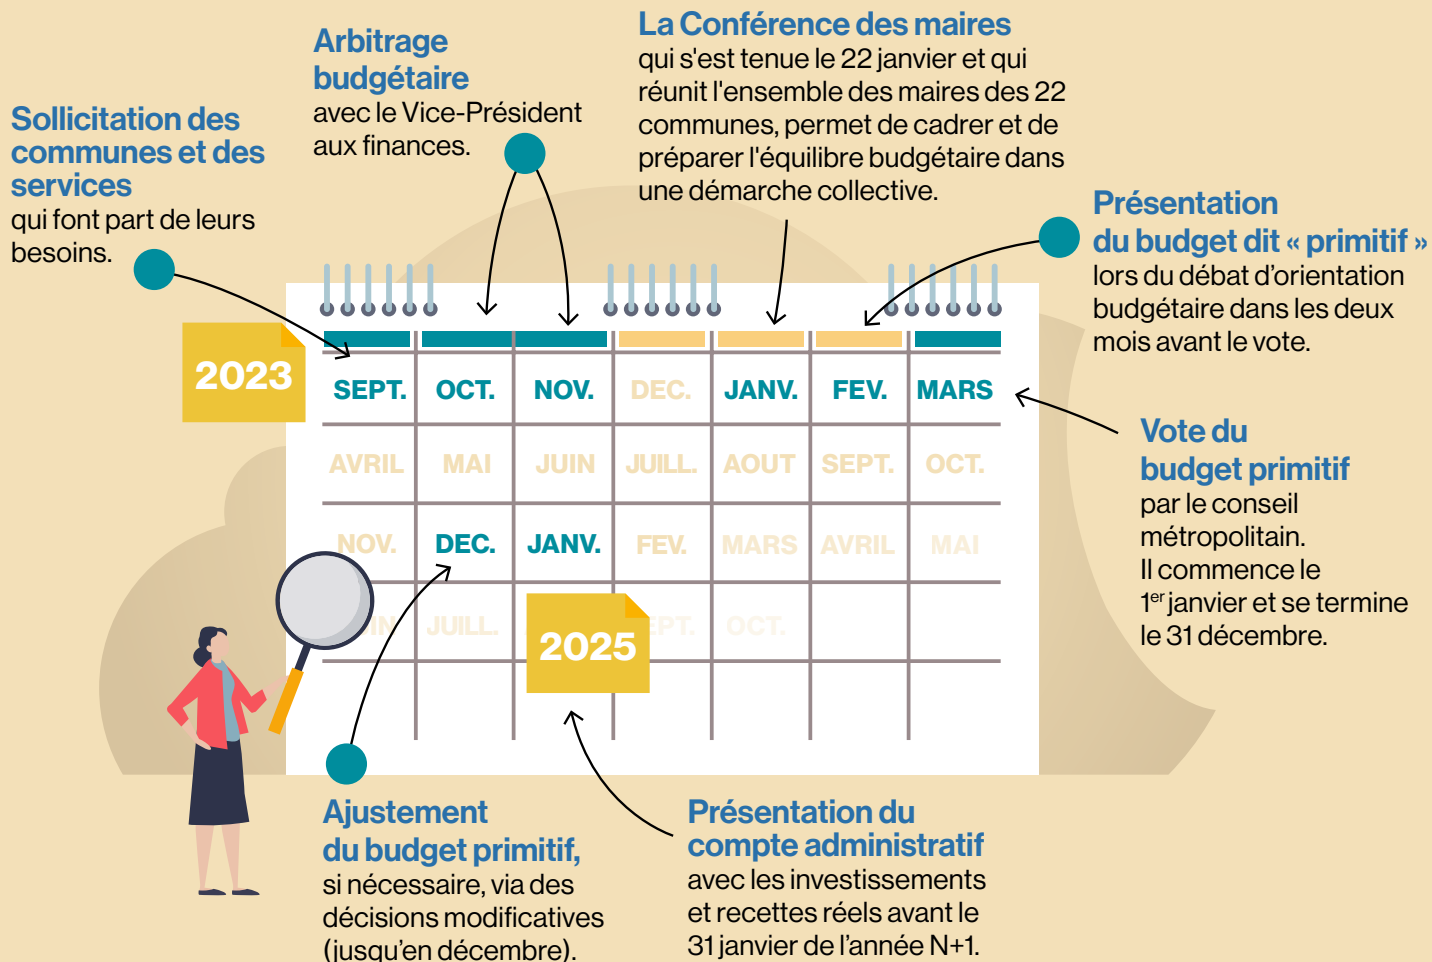 Sollicitation des
communes et des
services
qui font part de leurs
besoins.
Arbitrage
budgétaire
avec le Vice-Président
aux finances.
La Conférence des maires
qui s'est tenue le 22 janvier et qui
réunit l'ensemble des maires des 22
communes, permet de cadrer et de
préparer l'équilibre budgétaire dans
une démarche collective.
Présentation
du budget dit « primitif »
lors du débat d'orientation
budgétaire dans les deux
mois avant le vote.
2023
SEPT. OCT. NOV. DEC. JANV. FEV. MARS
AVRIL MAI JUIN JUILL. AOUT SEPT. OCT.
NOV. DEC. JANV. FEV. MARS AVRIL MAI
JUILL. OCT.
2025
Vote du
budget primitif
par le conseil
métropolitain.
Il commence le
1er janvier et se termine
le 31 décembre.
Ajustement
du budget primitif,
si nécessaire, via des
décisions modificatives
(jusqu'en décembre).
Présentation du
compte administratif
avec les investissements
et recettes réels avant le
31 janvier de l'année N+1.